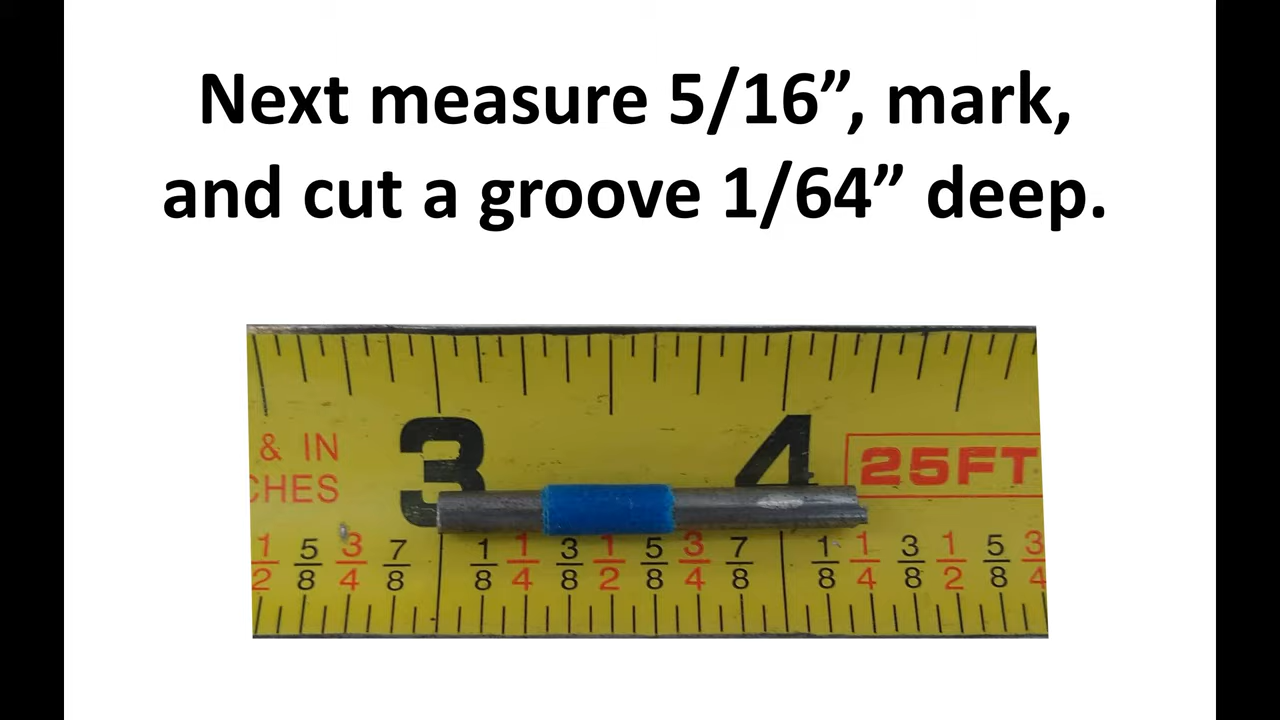 Next measure 5/16”, mark,
and cut a groove 1/64” deep.
& IN
CHES
3
4
25FT
1/2 5/8 3/4 7/8 1/8 1/4 3/8 1/2 5/8 3/4 7/8 1/8 1/4 3/8 1/2 5/8 3/4